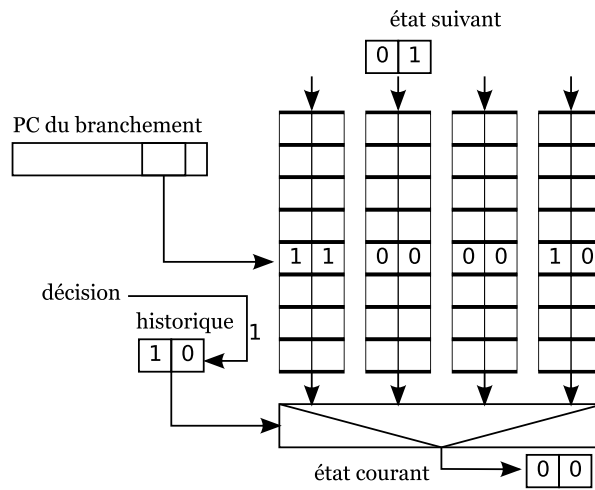 état suivant
0 1
PC du branchement
1 1 0 0 0 0 1 0
décision
historique
1
1 0
état courant
0 0